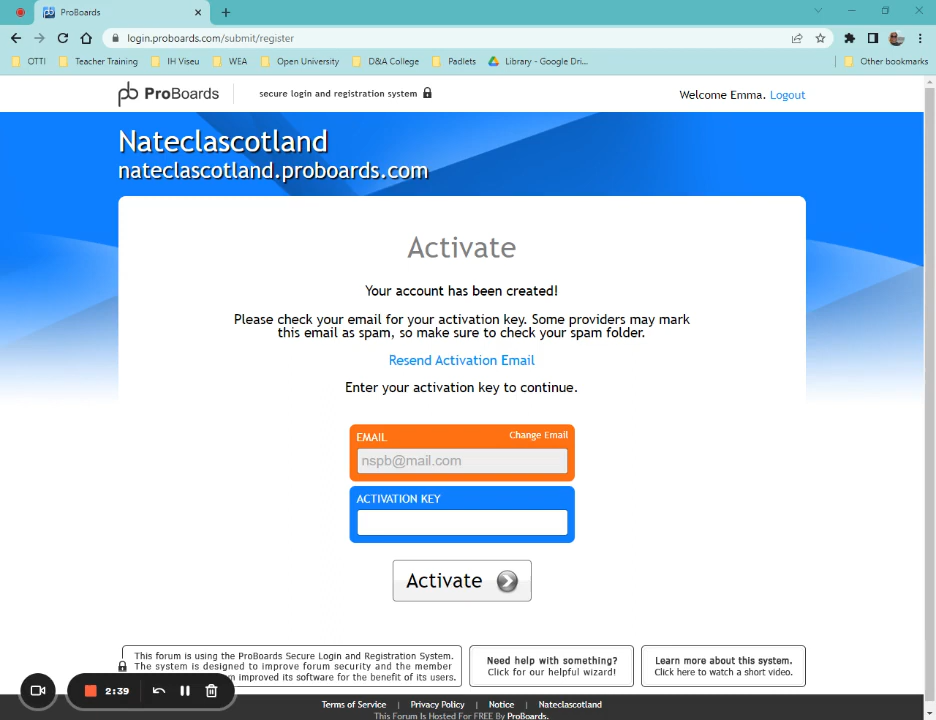 ProBoards
login.proboards.com/submit/register
OTTI
Teacher Training
IH Viseu
WEA
Open University
D&A College
Padlets
Library - Google Dri...
Other bookmarks
pb ProBoards
secure login and registration system
Welcome Emma. Logout
Nateclascotland
nateclascotland.proboards.com
Activate
Your account has been created!
Please check your email for your activation key. Some providers may mark
this email as spam, so make sure to check your spam folder.
Resend Activation Email
Enter your activation key to continue.
EMAIL
Change Email
nspb@mail.com
ACTIVATION KEY
Activate
This forum is using the ProBoards Secure Login and Registration System.
The system is designed to improve forum security and the member
m improved its software for the benefit of its users.
Need help with something?
Click for our helpful wizard!
Learn more about this system.
Click here to watch a short video.
2:39
Terms of Service | Privacy Policy | Notice | Nateclascotland
This Forum Is Hosted For FREE By ProBoards.